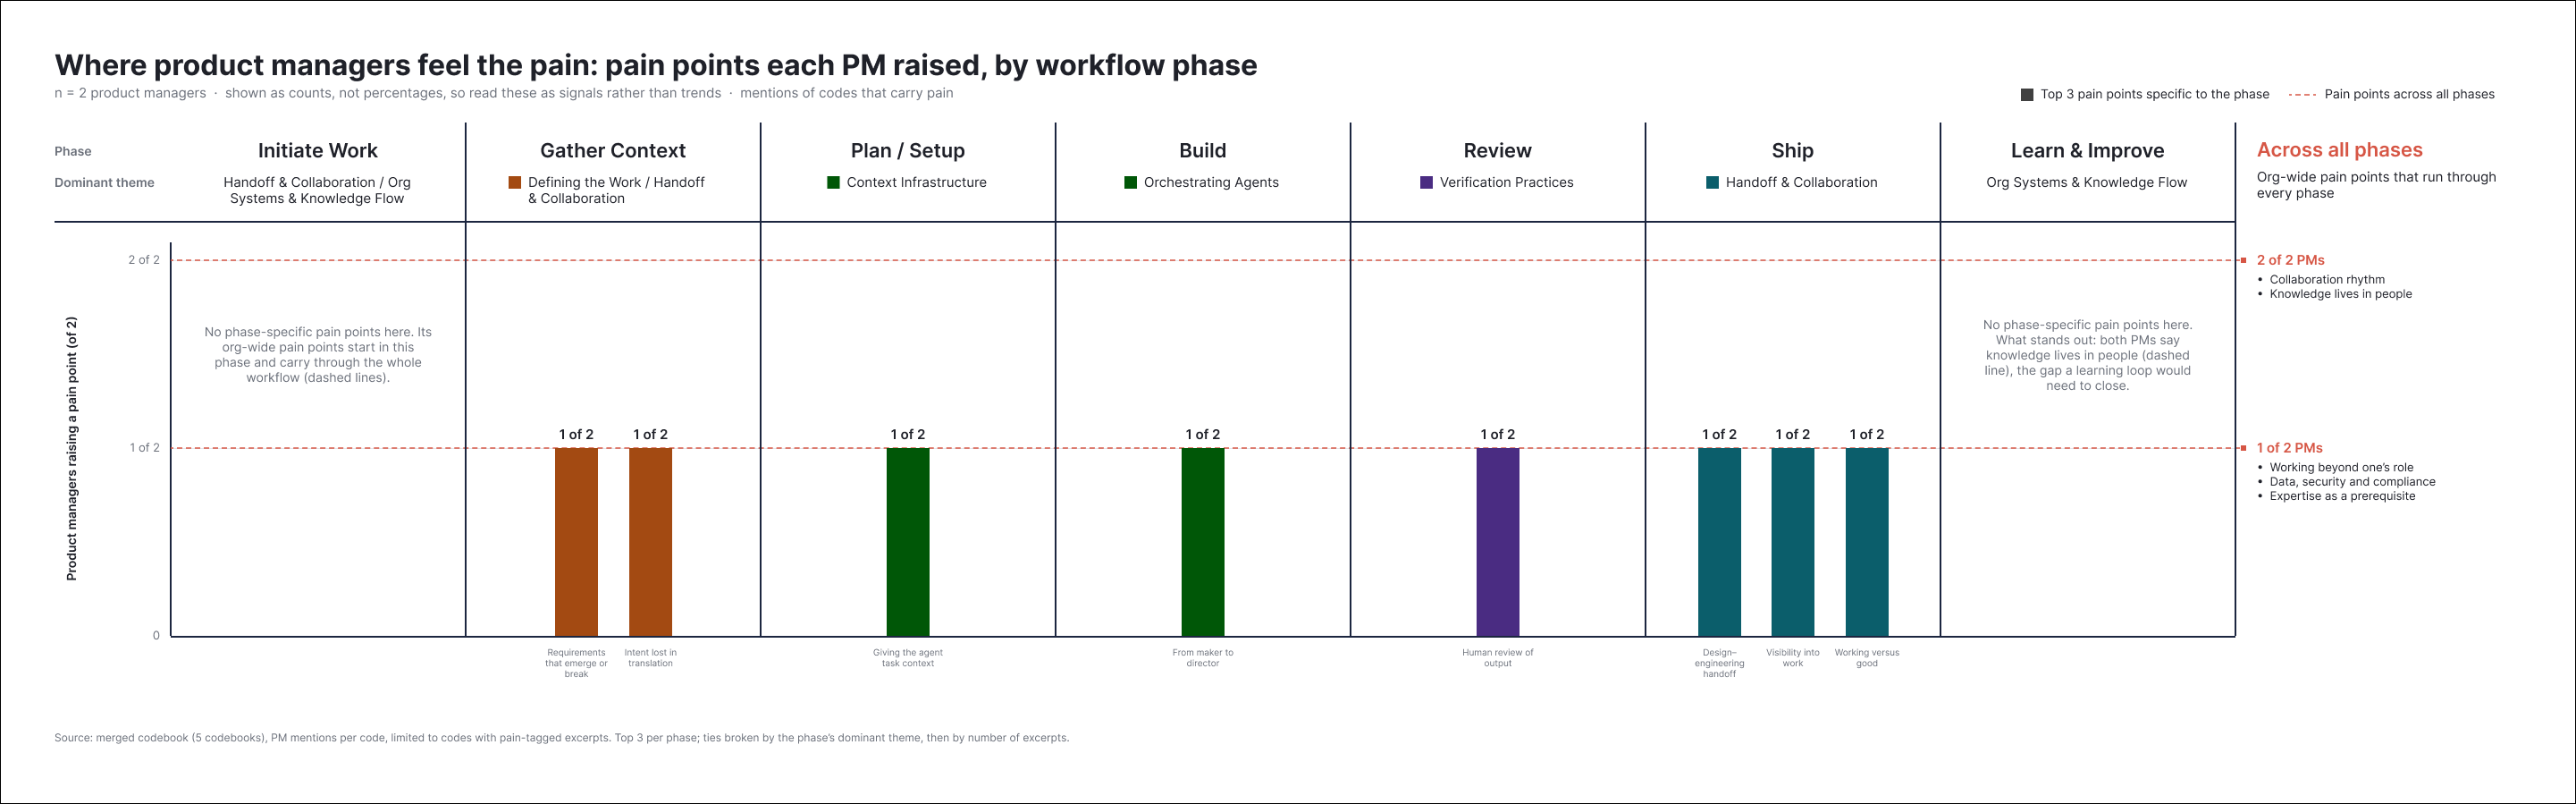 Where product managers feel the pain: pain points each PM raised, by workflow phase
n = 2 product managers · shown as counts, not percentages, so read these as signals rather than trends · mentions of codes that carry pain
Top 3 pain points specific to the phase
Pain points across all phases
Phase
Initiate Work
Gather Context
Plan / Setup
Build
Review
Ship
Learn & Improve
Across all phases
Dominant theme
Handoff & Collaboration / Org
Systems & Knowledge Flow
Defining the Work / Handoff
& Collaboration
Context Infrastructure
Orchestrating Agents
Verification Practices
Handoff & Collaboration
Org Systems & Knowledge Flow
Org-wide pain points that run through
every phase
Product managers raising a pain point (of 2)
2 of 2
1 of 2
0
No phase-specific pain points here. Its
org-wide pain points start in this
phase and carry through the whole
workflow (dashed lines).
1 of 2
1 of 2
1 of 2
1 of 2
1 of 2
1 of 2
1 of 2
1 of 2
No phase-specific pain points here.
What stands out: both PMs say
knowledge lives in people (dashed
line), the gap a learning loop would
need to close.
2 of 2 PMs
• Collaboration rhythm
• Knowledge lives in people
1 of 2 PMs
• Working beyond one's role
• Data, security and compliance
• Expertise as a prerequisite
Requirements
that emerge or
break
Intent lost in
translation
Giving the agent
task context
From maker to
director
Human review of
output
Design–
engineering
handoff
Visibility into
work
Working versus
good
Source: merged codebook (5 codebooks), PM mentions per code, limited to codes with pain-tagged excerpts. Top 3 per phase; ties broken by the phase's dominant theme, then by number of excerpts.